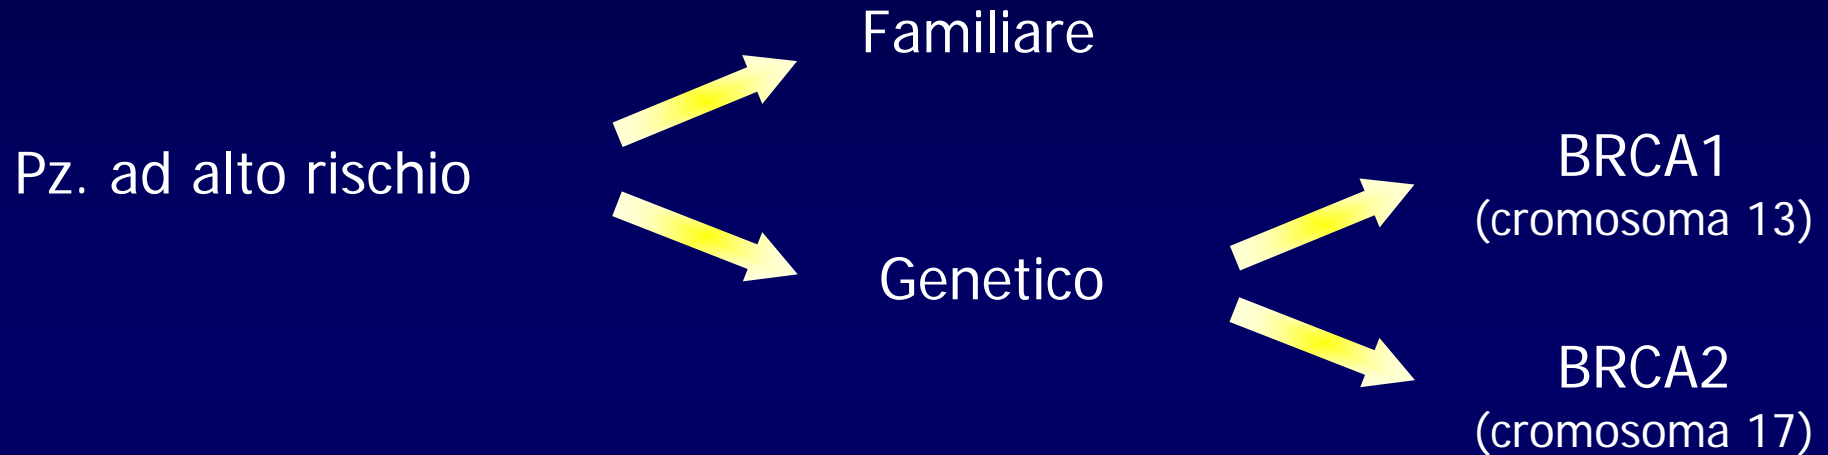 Familiare
Pz. ad alto rischio
BRCA1
(cromosoma 13)
Genetico
BRCA2
(cromosoma 17)